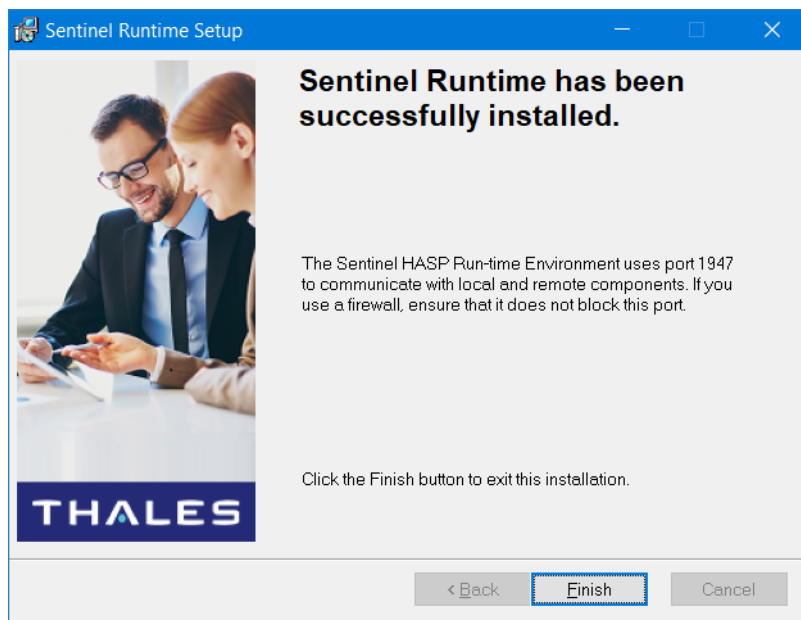 Sentinel Runtime Setup
Sentinel Runtime has been
successfully installed.
The Sentinel HASP Run-time Environment uses port 1947
to communicate with local and remote components. If you
use a firewall, ensure that it does not block this port.
Click the Finish button to exit this installation.
THALES
< Back
Finish
Cancel